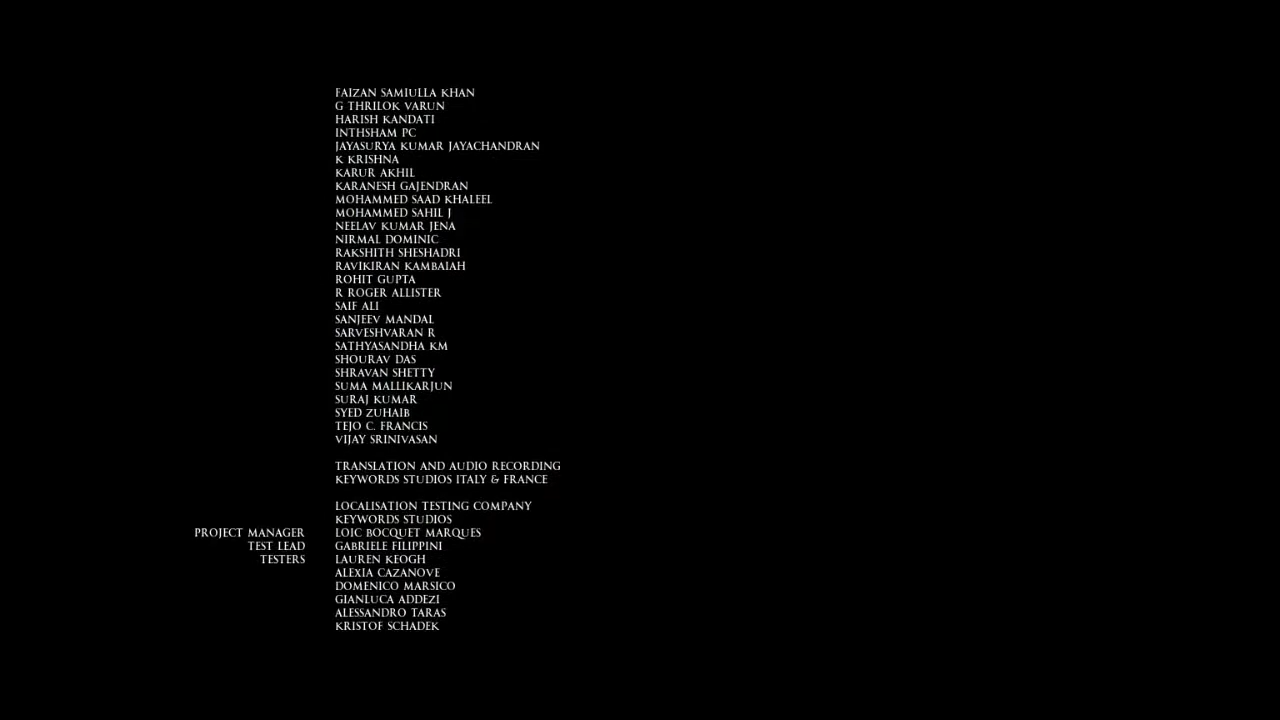 FAIZAN SAMIULLA KHAN
G THRILOK VARUN
HARISH KANDATI
INTHSHAM PC
JAYASURYA KUMAR JAYACHANDRAN
K KRISHNA
KARUR AKHIL
KARANESH GAJENDRAN
MOHAMMED SAAD KHALEEL
MOHAMMED SAHIL J
NEELAV KUMAR JENA
NIRMAL DOMINIC
RAKSHITH SHESHADRI
RAVIKIRAN KAMBAIAH
ROHIT GUPTA
R ROGER ALLISTER
SAIF ALI
SANJEEV MANDAL
SARVESHVARAN R
SATHYASANDHA KM
SHOURAV DAS
SHRAVAN SHETTY
SUMA MALLIKARJUN
SURAJ KUMAR
SYED ZUHAIB
TEJO C. FRANCIS
VIJAY SRINIVASAN
TRANSLATION AND AUDIO RECORDING
KEYWORDS STUDIOS ITALY & FRANCE
LOCALISATION TESTING COMPANY
KEYWORDS STUDIOS
PROJECT MANAGER LOIC BOCQUET MARQUES
TEST LEAD GABRIELE FILIPPINI
TESTERS LAUREN KEOGH
ALEXIA CAZANOVE
DOMENICO MARSICO
GIANLUCA ADDEZI
ALESSANDRO TARAS
KRISTOF SCHADEK